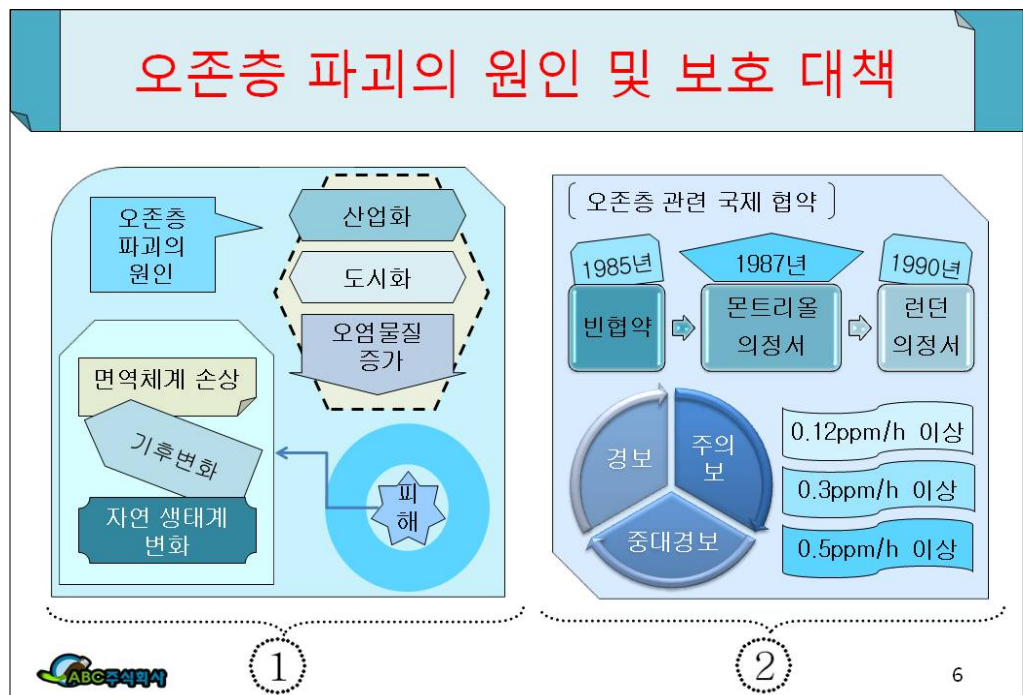 오존층 파괴의 원인 및 보호 대책
오존층
파괴의
원인
산업화
도시화
오염물질
증가
면역체계 손상
기후변화
자연 생태계
변화
피
해
1
오존층 관련 국제 협약
1985년
1987년
1990년
빈협약
몬트리올
의정서
런던
의정서
경보
주의
보
중대경보
0.12ppm/h 이상
0.3ppm/h 이상
0.5ppm/h 이상
2
ABC주식회사
6